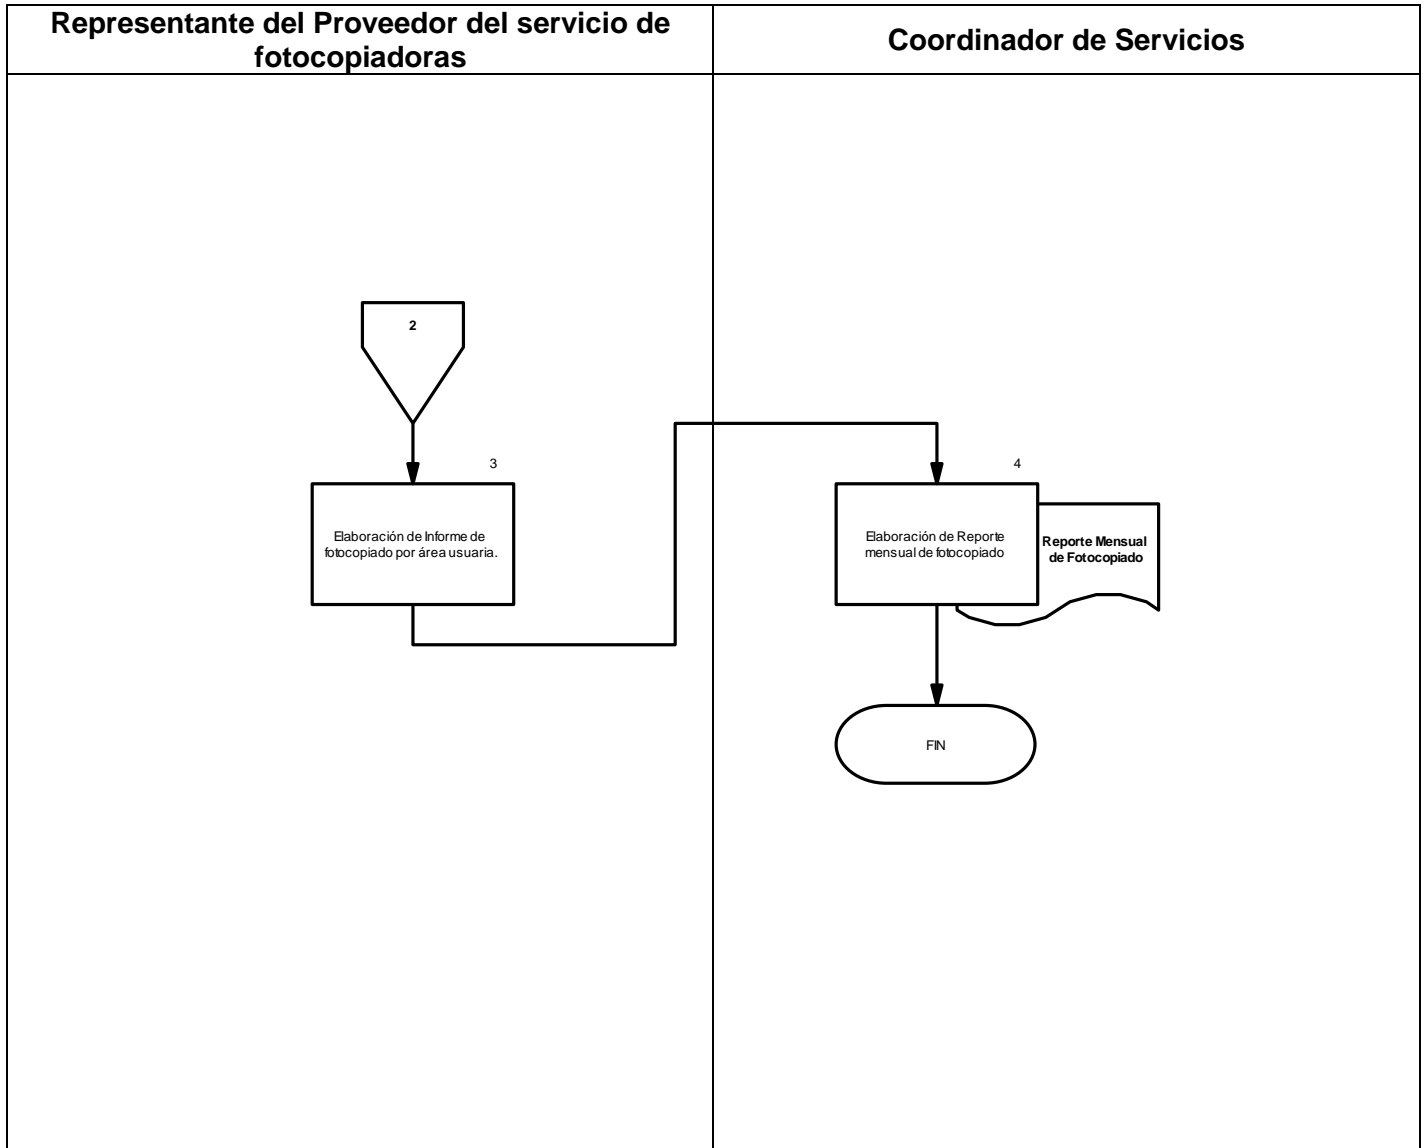 Representante del Proveedor del servicio de
fotocopiadoras
Coordinador de Servicios
2
3
Elaboración de Informe de
fotocopiado por área usuaria.
4
Elaboración de Reporte
mensual de fotocopiado
Reporte Mensual
de Fotocopiado
FIN